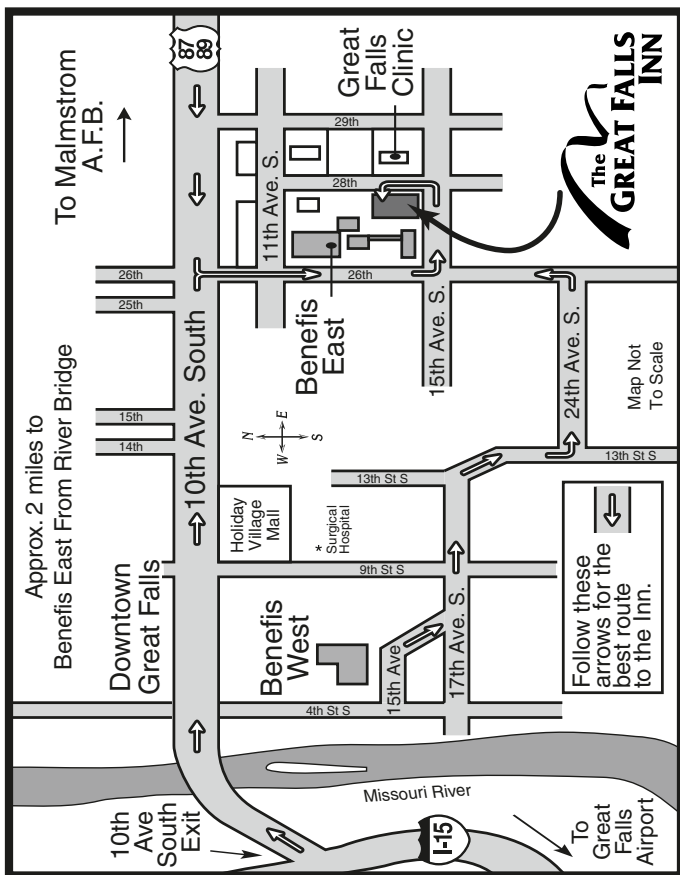 Approx. 2 miles to
Benefis East From River Bridge
To Malmstrom
A.F.B.
Downtown
Great Falls
14th
15th
25th
26th
10th Ave. South
87
89
10th
Ave
South
Exit
Holiday
Village
Mall
N
W
E
S
11th Ave. S.
29th
28th
26th
Great
Falls
Clinic
Benefis
East
Benefis
West
*
Surgical
Hospital
13th St S
9th St S
4th St S
15th Ave
15th Ave. S.
17th Ave. S.
24th Ave. S.
13th St S
Missouri River
I-15
To
Great
Falls
Airport
Follow these
arrows for the
best route
to the Inn.
Map Not
To Scale
The
GREAT FALLS
INN